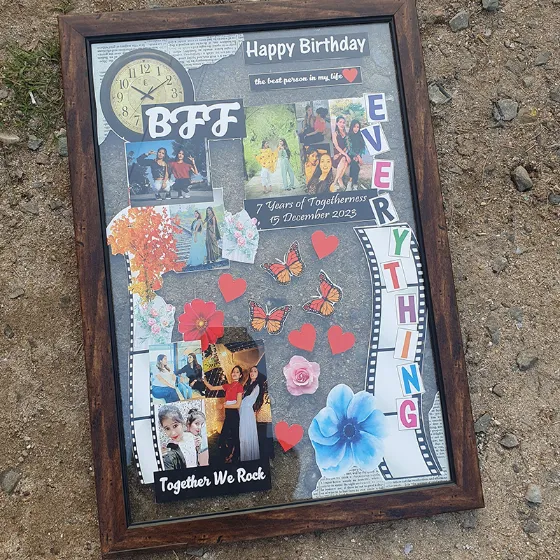 Happy Birthday
the best person in my life
BFF
7 Years of Togetherness
15 December 2023
EVERYTHING
Together We Rock